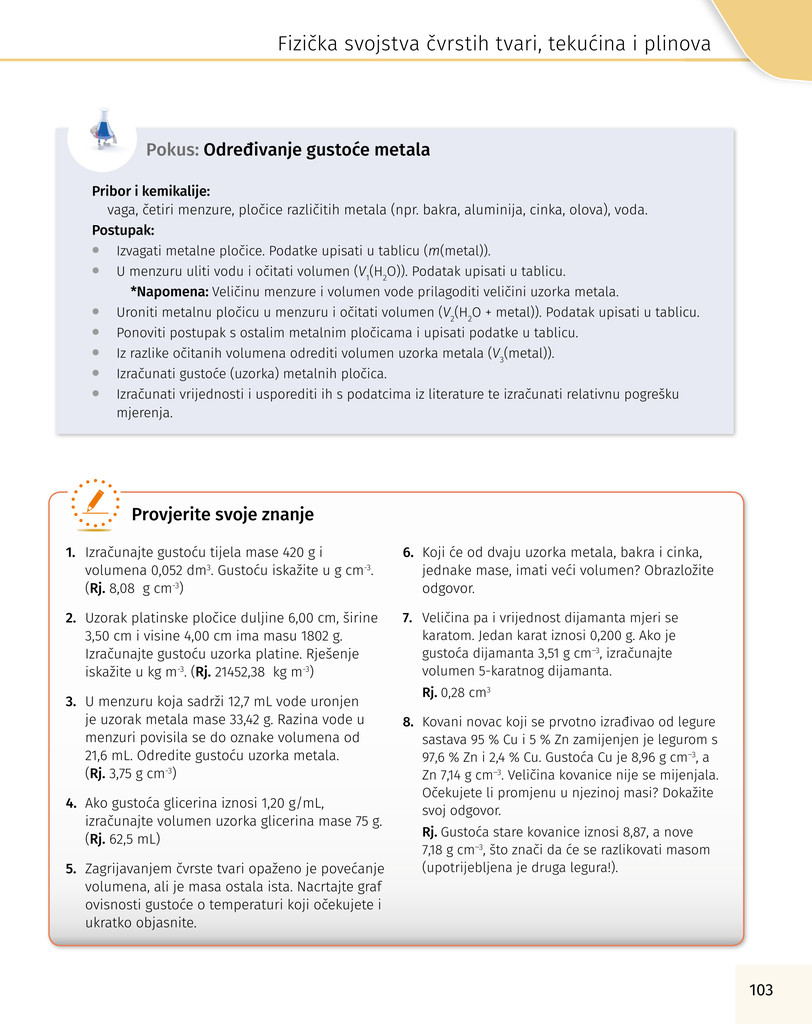 Fizička svojstva čvrstih tvari, tekućina i plinova
Pokus: Određivanje gustoće metala
Pribor i kemikalije:
vaga, četiri menzure, pločice različitih metala (npr. bakra, aluminija, cinka, olova), voda.
Postupak:
• Izvagati metalne pločice. Podatke upisati u tablicu (m(metal)).
• U menzuru uliti vodu i očitati volumen (V₁(H₂O)). Podatak upisati u tablicu.
*Napomena: Veličinu menzure i volumen vode prilagoditi veličini uzorka metala.
• Uroniti metalnu pločicu u menzuru i očitati volumen (V₂(H₂O + metal)). Podatak upisati u tablicu.
• Ponoviti postupak s ostalim metalnim pločicama i upisati podatke u tablicu.
• Iz razlike očitanih volumena odrediti volumen uzorka metala (V₃(metal)).
• Izračunati gustoće (uzorka) metalnih pločica.
• Izračunati vrijednosti i usporediti ih s podatcima iz literature te izračunati relativnu pogrešku
mjerenja.
Provjerite svoje znanje
1. Izračunajte gustoću tijela mase 420 g i
volumena 0,052 dm³. Gustoću iskažite u g cm⁻³.
(Rj. 8,08 g cm⁻³)
2. Uzorak platinske pločice duljine 6,00 cm, širine
3,50 cm i visine 4,00 cm ima masu 1802 g.
Izračunajte gustoću uzorka platine. Rješenje
iskažite u kg m⁻³. (Rj. 21452,38 kg m⁻³)
3. U menzuru koja sadrži 12,7 mL vode uronjen
je uzorak metala mase 33,42 g. Razina vode u
menzuri povisila se do oznake volumena od
21,6 mL. Odredite gustoću uzorka metala.
(Rj. 3,75 g cm⁻³)
4. Ako gustoća glicerina iznosi 1,20 g/mL,
izračunajte volumen uzorka glicerina mase 75 g.
(Rj. 62,5 mL)
5. Zagrijavanjem čvrste tvari opaženo je povećanje
volumena, ali je masa ostala ista. Nacrtajte graf
ovisnosti gustoće o temperaturi koji očekujete i
ukratko objasnite.
6. Koji će od dvaju uzorka metala, bakra i cinka,
jednake mase, imati veći volumen? Obrazložite
odgovor.
7. Veličina pa i vrijednost dijamanta mjeri se
karatom. Jedan karat iznosi 0,200 g. Ako je
gustoća dijamanta 3,51 g cm⁻³, izračunajte
volumen 5-karatnog dijamanta.
Rj. 0,28 cm³
8. Kovani novac koji se prvotno izrađivao od legure
sastava 95 % Cu i 5 % Zn zamijenjen je legurom s
97,6 % Zn i 2,4 % Cu. Gustoća Cu je 8,96 g cm⁻³, a
Zn 7,14 g cm⁻³. Veličina kovanice nije se mijenjala.
Očekujete li promjenu u njezinoj masi? Dokažite
svoj odgovor.
Rj. Gustoća stare kovanice iznosi 8,87, a nove
7,18 g cm⁻³, što znači da će se razlikovati masom
(upotrijebljena je druga legura!).
103